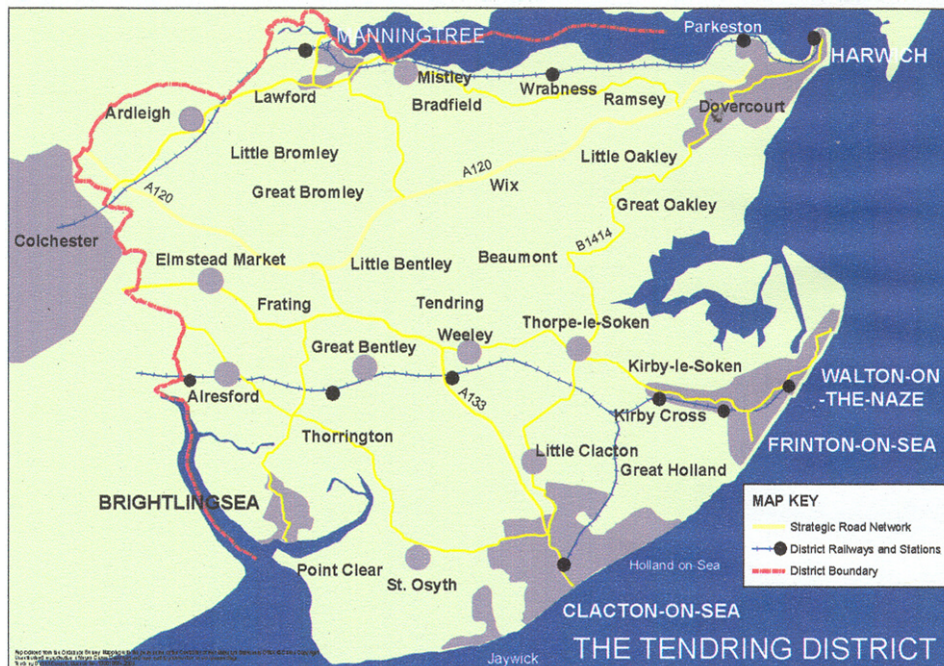 MANNINGTREE
Parkeston
HARWICH
Mistley
Wrabness
Lawford
Bradfield
Ramsey
Dovercourt
Ardleigh
Little Bromley
Little Oakley
A120
A120
Great Bromley
Wix
Great Oakley
Colchester
B1414
Elmstead Market
Little Bentley
Beaumont
Frating
Tendring
Thorpe-le-Soken
Great Bentley
Weeley
Kirby-le-Soken
WALTON-ON
-THE-NAZE
Alresford
A133
Kirby Cross
Thorrington
FRINTON-ON-SEA
Little Clacton
Great Holland
BRIGHTLINGSEA
MAP KEY
Strategic Road Network
District Railways and Stations
District Boundary
Point Clear
St. Osyth
Holland-on-Sea
CLACTON-ON-SEA
Jaywick
THE TENDRING DISTRICT